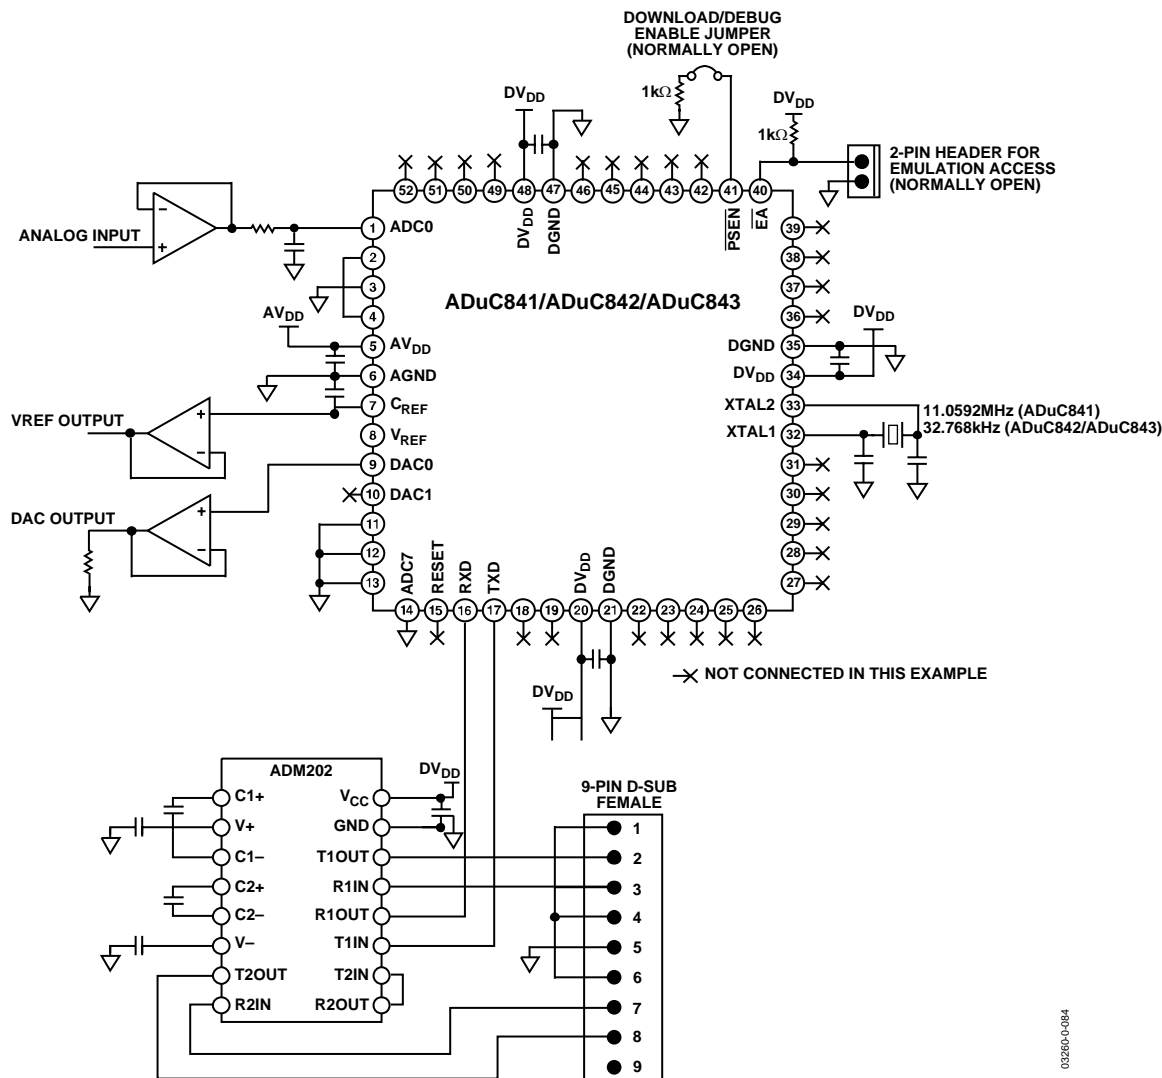 DOWNLOAD/DEBUG
ENABLE JUMPER
(NORMALLY OPEN)
1kΩ
DVDD
DVDD
1kΩ
2-PIN HEADER FOR
EMULATION ACCESS
(NORMALLY OPEN)
52 51 50 49 48 47 46 45 44 43 42 41 40
DVDD
DGND
PSEN
EA
ANALOG INPUT
1 ADC0
2
3
4
AVDD
5 AVDD
6 AGND
7 CREF
VREF OUTPUT
8 VREF
9 DAC0
10 DAC1
DAC OUTPUT
11
12
13
ADuC841/ADuC842/ADuC843
39
38
37
36
DVDD
DGND 35
DVDD 34
XTAL2 33
11.0592MHz (ADuC841)
32.768kHz (ADuC842/ADuC843)
XTAL1 32
31
30
29
28
27
ADC7
RESET
RXD
TXD
DVDD
DGND
14 15 16 17 18 19 20 21 22 23 24 25 26
NOT CONNECTED IN THIS EXAMPLE
DVDD
ADM202
DVDD
C1+
V+
C1–
C2+
C2–
V–
T2OUT
R2IN
VCC
GND
T1OUT
R1IN
R1OUT
T1IN
T2IN
R2OUT
9-PIN D-SUB
FEMALE
1
2
3
4
5
6
7
8
9
03260-0-084